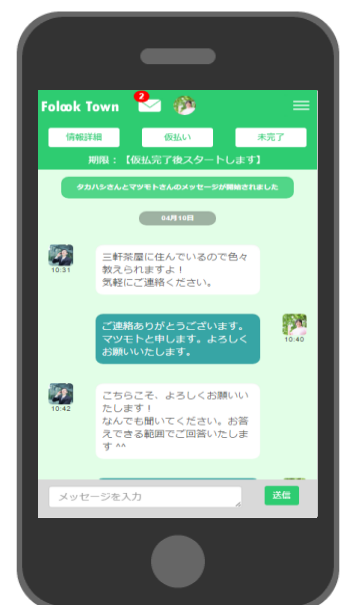 Folook Town
2
情報詳細
仮払い
未完了
期限：【仮払完了後スタートします】
タカハシさんとマツモトさんのメッセージが開始されました
04月10日
三軒茶屋に住んでいるので色々
教えられますよ！
気軽にご連絡ください。
10:31
ご連絡ありがとうございます。
マツモトと申します。よろしく
お願いいたします。
10:40
こちらこそ、よろしくお願いい
たします！
なんでも聞いてください。お答
えできる範囲でご回答いたしま
す ^^
10:42
メッセージを入力
送信